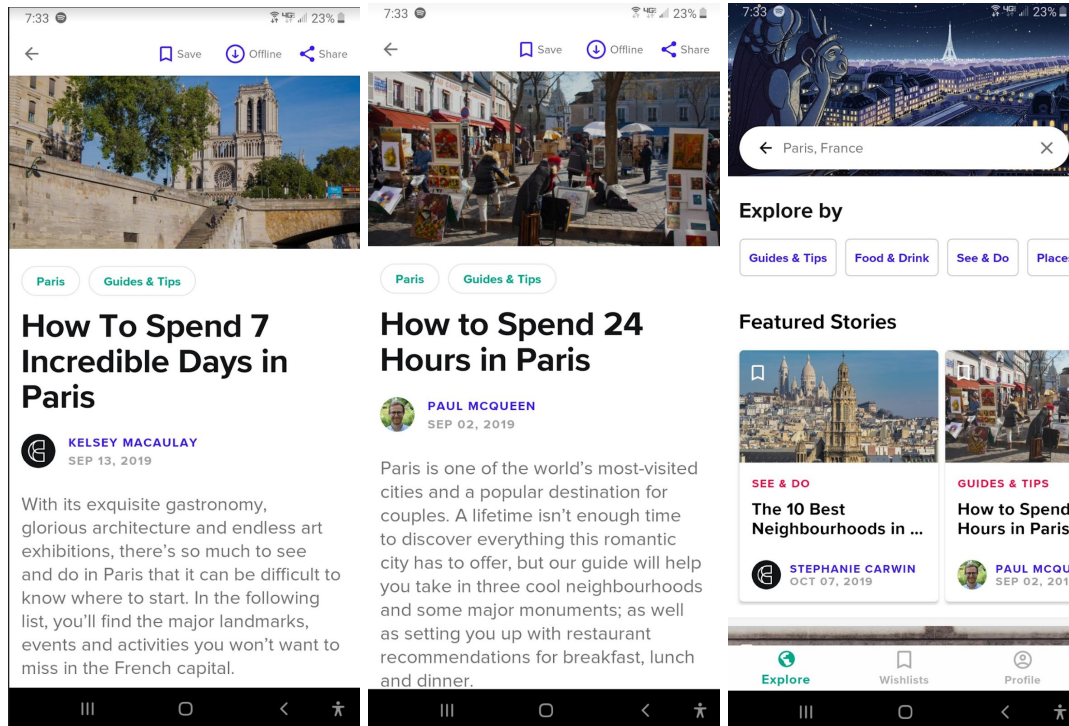 7:33
4G
23%
Save
Offline
Share
Paris
Guides & Tips
How To Spend 7
Incredible Days in
Paris
KELSEY MACAULAY
SEP 13, 2019
With its exquisite gastronomy,
glorious architecture and endless art
exhibitions, there's so much to see
and do in Paris that it can be difficult to
know where to start. In the following
list, you'll find the major landmarks,
events and activities you won't want to
miss in the French capital.
7:33
4G
23%
Save
Offline
Share
Paris
Guides & Tips
How to Spend 24
Hours in Paris
PAUL MCQUEEN
SEP 02, 2019
Paris is one of the world's most-visited
cities and a popular destination for
couples. A lifetime isn't enough time
to discover everything this romantic
city has to offer, but our guide will help
you take in three cool neighbourhoods
and some major monuments; as well
as setting you up with restaurant
recommendations for breakfast, lunch
and dinner.
7:33
4G
23%
Paris, France
Explore by
Guides & Tips
Food & Drink
See & Do
Place
Featured Stories
SEE & DO
The 10 Best
Neighbourhoods in ...
STEPHANIE CARWIN
OCT 07, 2019
GUIDES & TIPS
How to Spend
Hours in Paris
PAUL MCQU
SEP 02, 201
Explore
Wishlists
Profile